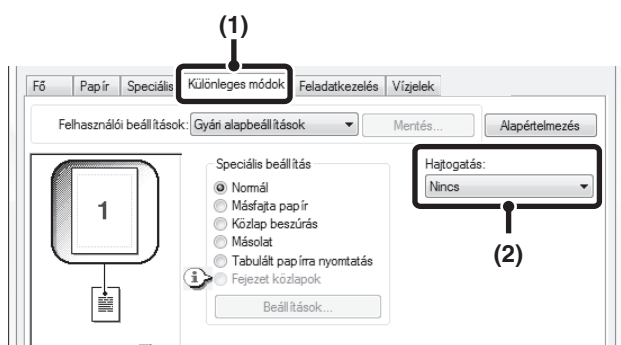 (1)
Fő Papír Speciális Különleges módok Feladatkezelés Vízjelek
Felhasználói beállítások: Gyári alapbeállítások Mentés... Alapértelmezés
Speciális beállítás
Normál
Másfajta papír
Közlap beszúrás
Másolat
Tabulált papírra nyomtatás
Fejezet közlapok
Beállítások...
Hajtogatás:
Nincs
(2)
1